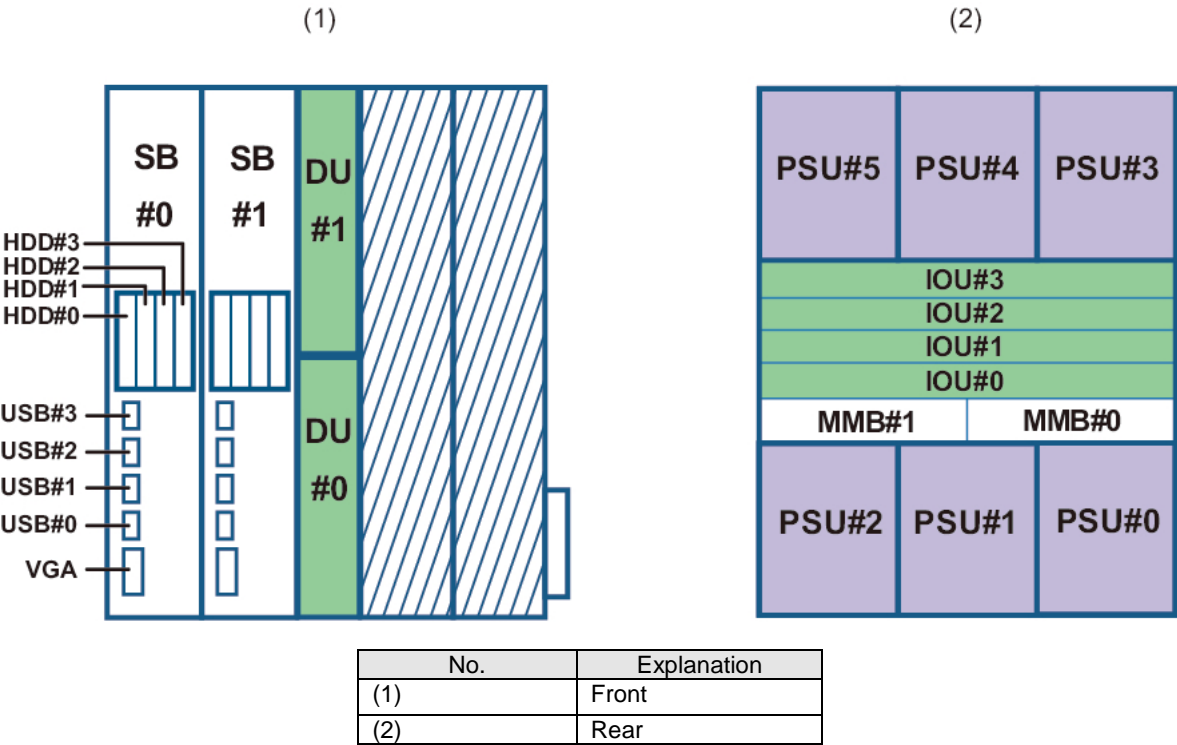 (1)
(2)
SB
#0
SB
#1
DU
#1
HDD#3
HDD#2
HDD#1
HDD#0
USB#3
USB#2
USB#1
USB#0
VGA
DU
#0
PSU#5 PSU#4 PSU#3
IOU#3
IOU#2
IOU#1
IOU#0
MMB#1 MMB#0
PSU#2 PSU#1 PSU#0
No. Explanation
(1) Front
(2) Rear